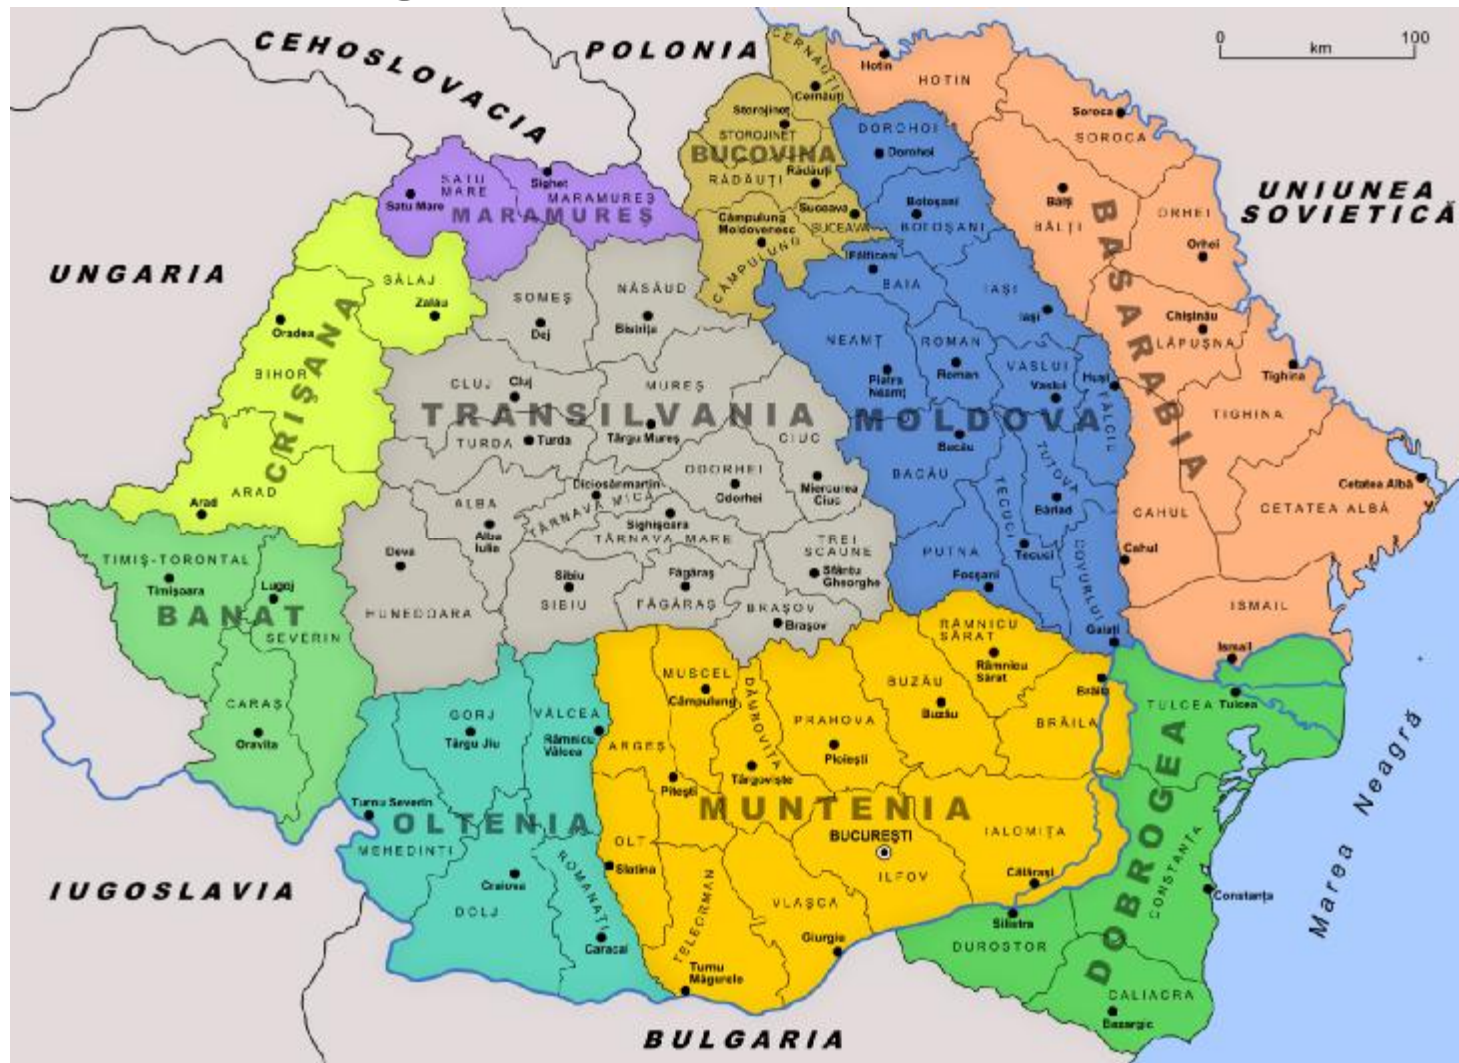 CEHOSLOVACIA
POLONIA
0
100
km
UNIUNEA
SOVIETICĂ
UNGARIA
IUGOSLAVIA
BULGARIA
Marea Neagră
MARAMUREȘ
SATU
MARE
Satu Mare
Sighet
BUCOVINA
CERNĂUȚI
Cernăuți
Storojineț
STOROJINEȚ
RĂDĂUȚI
Rădăuți
Suceava
SUCEAVA
Câmpulung
Moldovenesc
CÂMPULUNG
BASARABIA
Hotin
HOTIN
Soroca
SOROCA
Bălți
BĂLȚI
ORHEI
Orhei
Chișinău
LĂPUȘNA
Tighina
TIGHINA
Cetatea Albă
CETATEA ALBĂ
CAHUL
Cahul
ISMAIL
Ismail
MOLDOVA
DOROHOI
Dorohoi
Botoșani
BOTOȘANI
Fălticeni
BAIA
IAȘI
Iași
NEAMȚ
Piatra
Neamț
ROMAN
Roman
VASLUI
Vaslui
Huși
FĂLCIU
BACĂU
Bacău
TUTOVA
Bârlad
TECUCI
Tecuci
PUTNA
Focșani
COVURLUI
Galați
CRIȘANA
SĂLAJ
Zalău
Oradea
BIHOR
ARAD
Arad
TRANSILVANIA
SOMEȘ
Dej
NĂSĂUD
Bistrița
CLUJ
Cluj
MUREȘ
Târgu Mureș
TURDA
Turda
CIUC
Miercurea
Ciuc
ODORHEI
Odorhei
ALBA
Alba
Iulia
Diciosânmartin
TÂRNAVA MICĂ
Sighișoara
TÂRNAVA MARE
TREI
SCAUNE
Sfântu
Gheorghe
Deva
HUNEDOARA
Sibiu
SIBIU
Făgăraș
FĂGĂRAȘ
BRAȘOV
Brașov
BANAT
TIMIȘ-TORONTAL
Timișoara
Lugoj
SEVERIN
CARAȘ
Oravita
OLTENIA
GORJ
Târgu Jiu
VÂLCEA
Râmnicu
Vâlcea
Turnu Severin
MEHEDINTI
Craiova
DOLJ
ROMANAȚI
Caracal
MUNTENIA
MUSCEL
Câmpulung
ARGEȘ
Pitești
Târgoviște
PRAHOVA
Ploiești
BUZĂU
Buzău
RÂMNICU
SĂRAT
Râmnicu
Sărat
Brăila
BRĂILA
OLT
Slatina
TELEORMAN
Turnu
Măgurele
VLAȘCA
Giurgiu
BUCUREȘTI
ILFOV
IALOMIȚA
Călărași
DOBROGEA
TULCEA
Tulcea
CONSTANȚA
Constanța
Silistra
DUROSTOR
CALIACRA
Bazargic